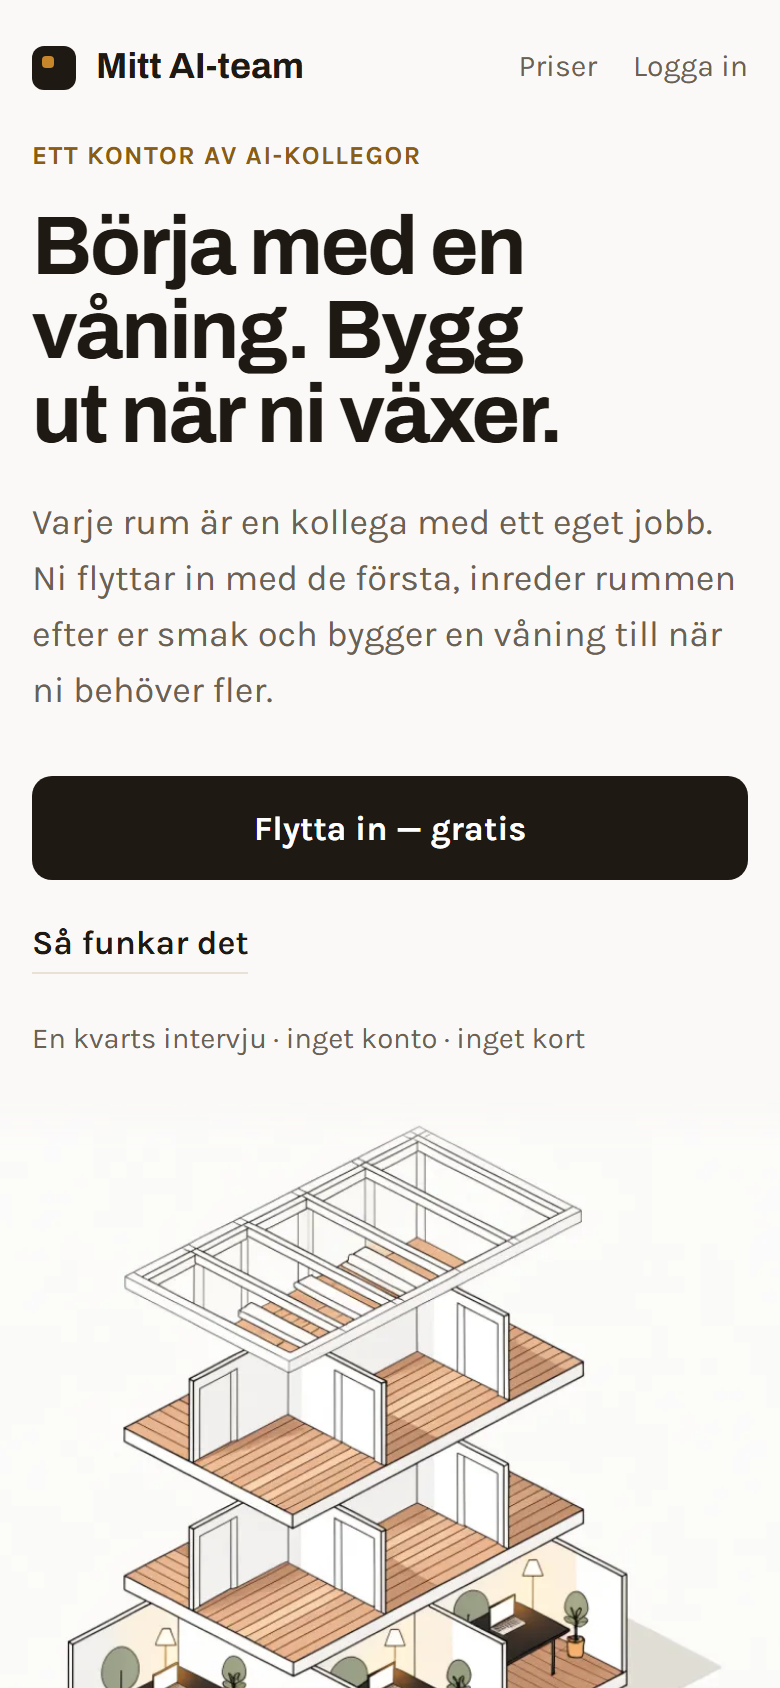 Mitt AI-team
Priser
Logga in
ETT KONTOR AV AI-KOLLEGOR
Börja med en
våning. Bygg
ut när ni växer.
Varje rum är en kollega med ett eget jobb.
Ni flyttar in med de första, inreder rummen
efter er smak och bygger en våning till när
ni behöver fler.
Flytta in — gratis
Så funkar det
En kvarts intervju · inget konto · inget kort